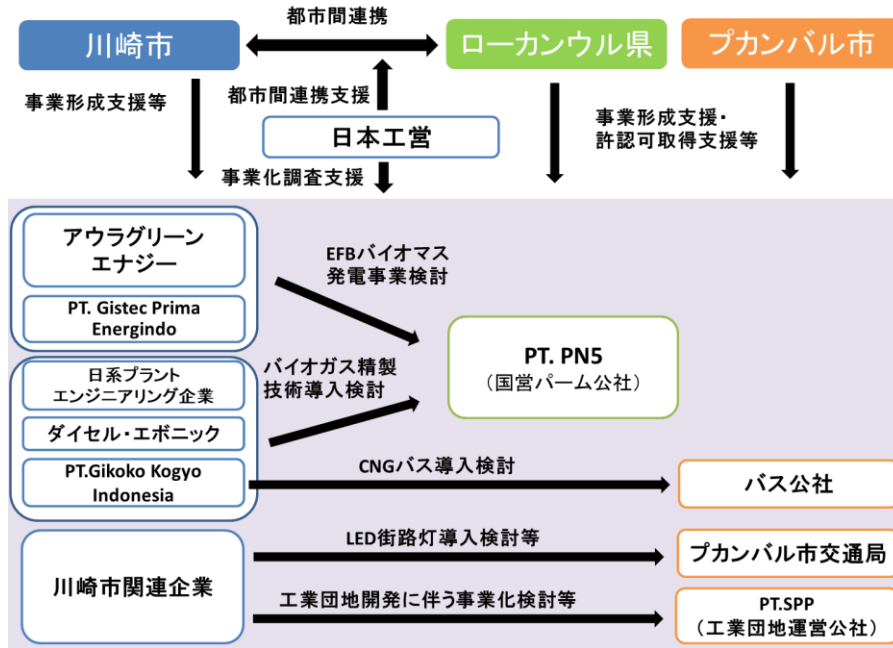 都市間連携
川崎市
ローカンウル県
プカンバル市
事業形成支援等
都市間連携支援
日本工営
事業形成支援・
許認可取得支援等
事業化調査支援
アウラグリーン
エナジー
EFBバイオマス
発電事業検討
PT. Gistec Prima
Energindo
PT. PN5
（国営パーム公社）
バイオガス精製
技術導入検討
日系プラント
エンジニアリング企業
ダイセル・エボニック
PT.Gikoko Kogyo
Indonesia
CNGバス導入検討
バス公社
LED街路灯導入検討等
プカンバル市交通局
川崎市関連企業
工業団地開発に伴う事業化検討等
PT.SPP
（工業団地運営公社）